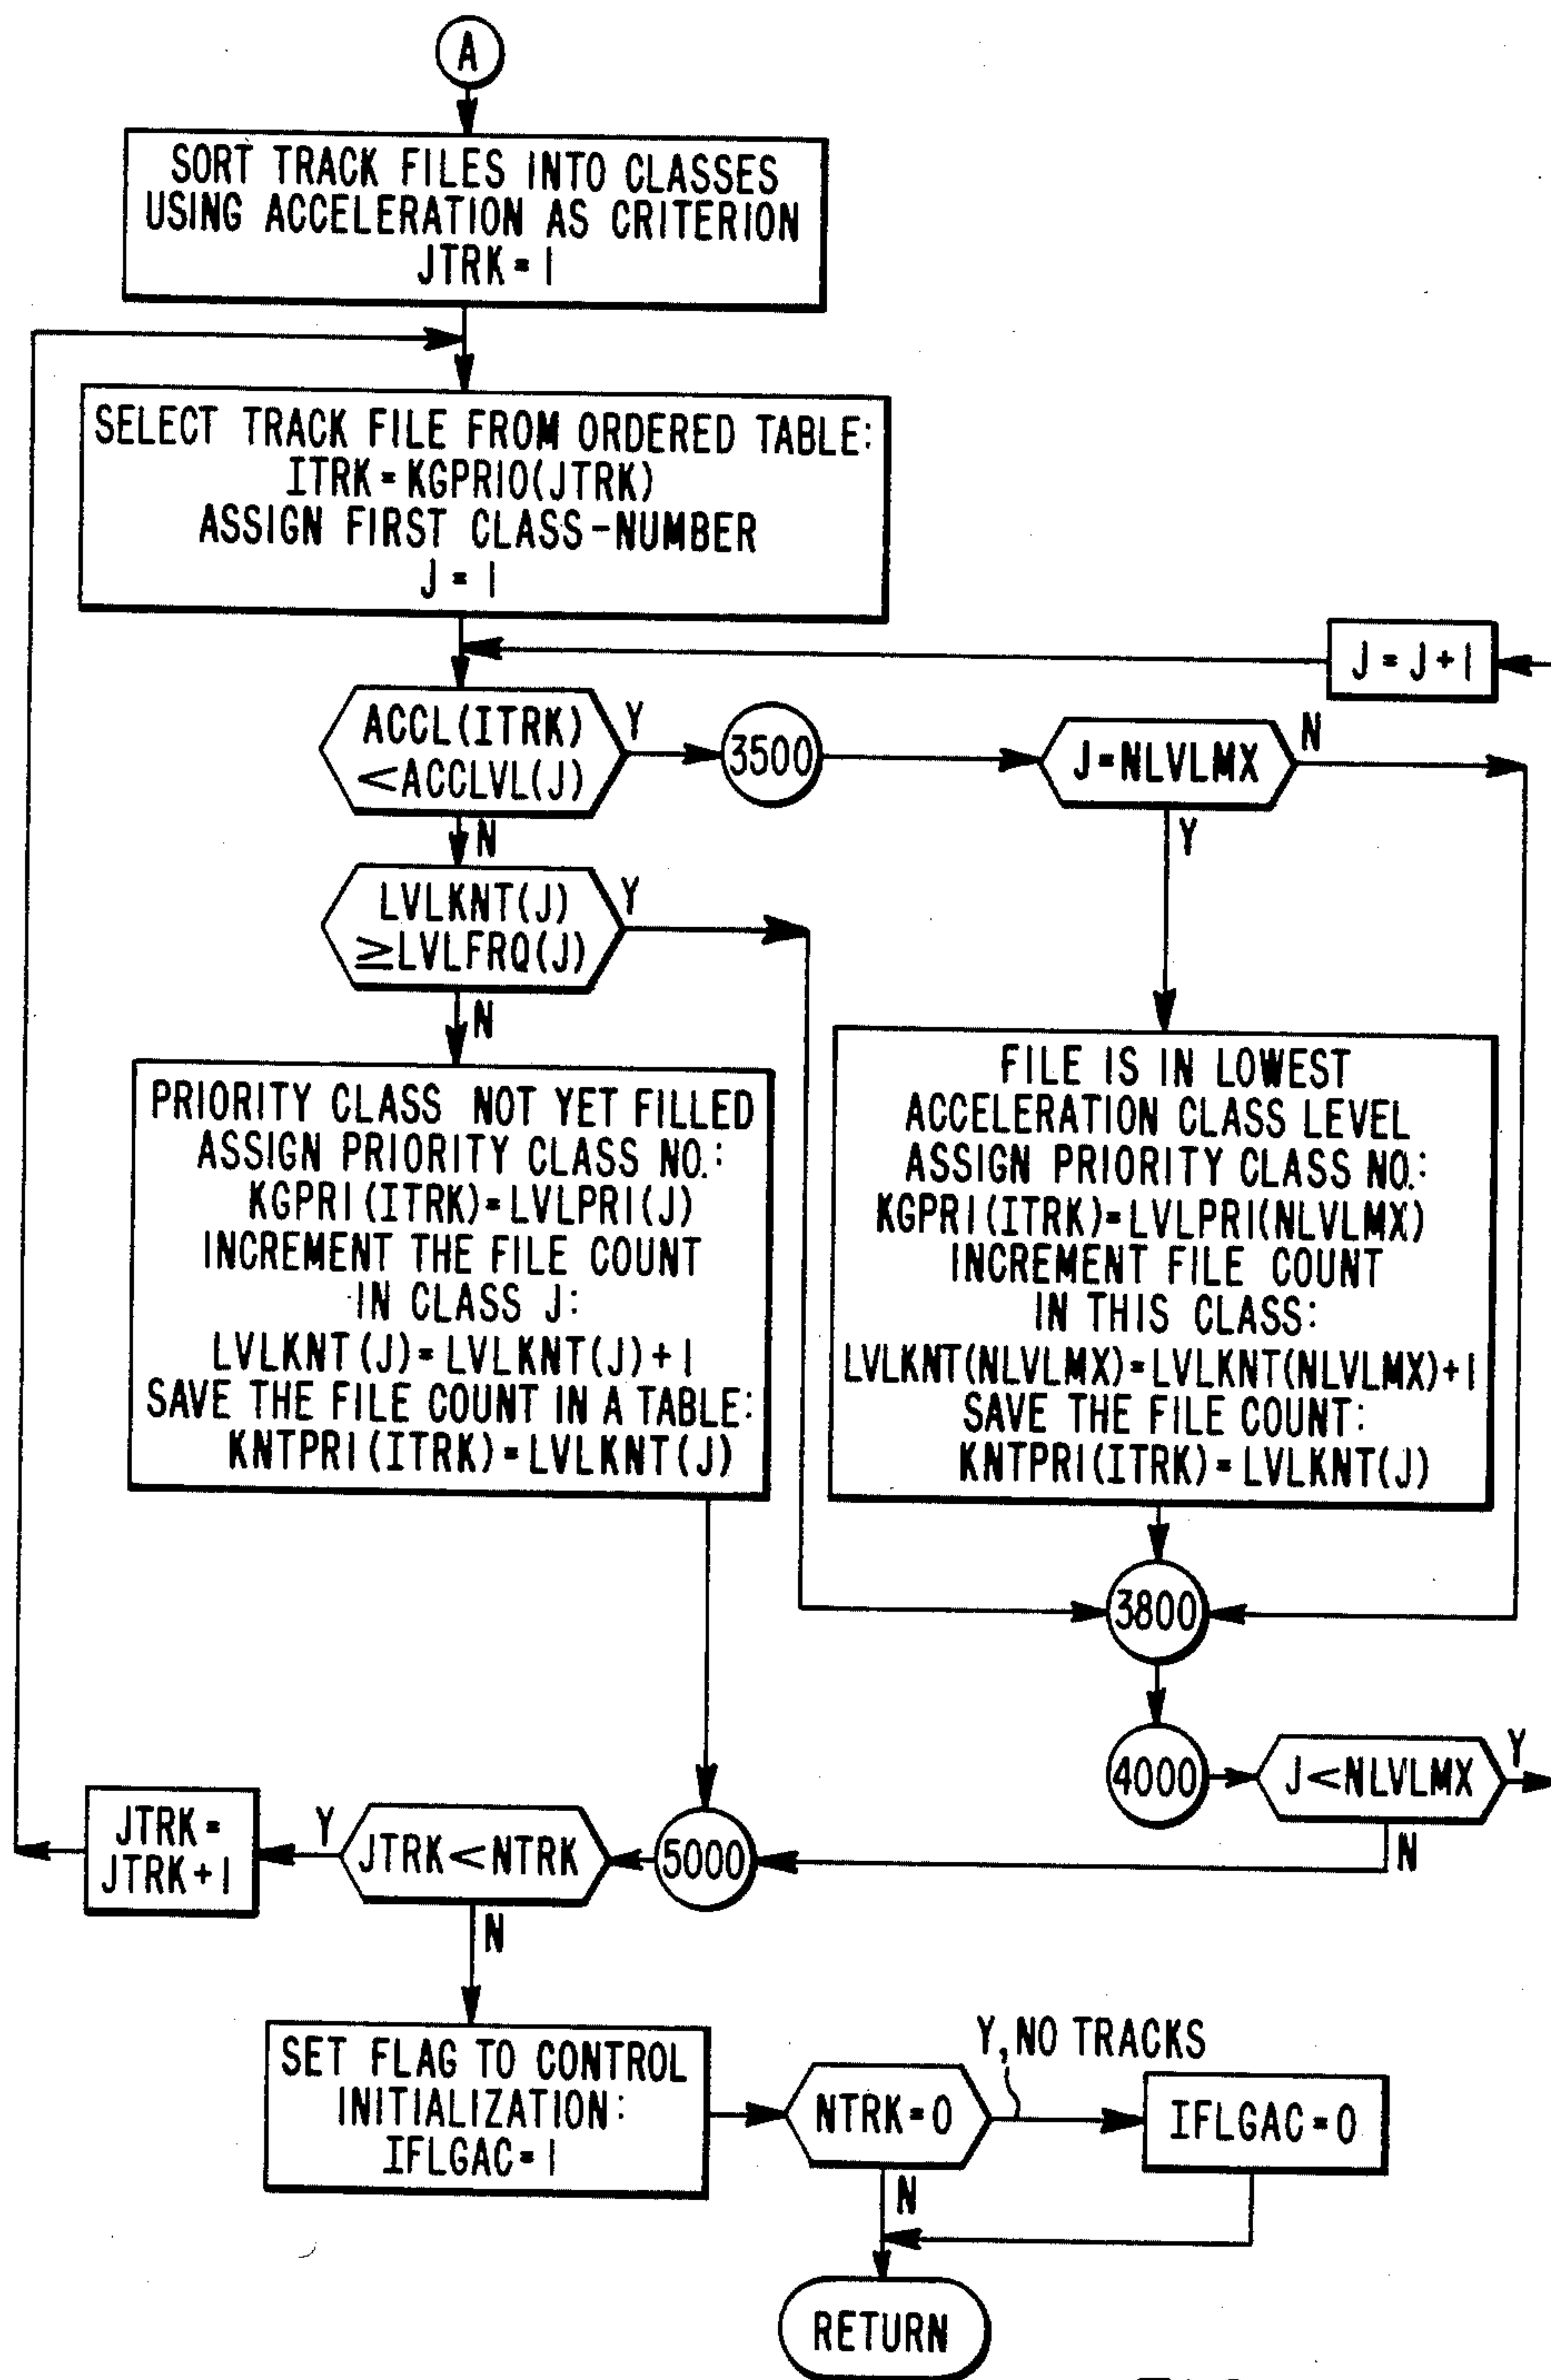 A
SORT TRACK FILES INTO CLASSES
USING ACCELERATION AS CRITERION
JTRK = 1
SELECT TRACK FILE FROM ORDERED TABLE:
ITRK = KGPRIO(JTRK)
ASSIGN FIRST CLASS-NUMBER
J = 1
J = J+1
ACCL(ITRK)
<ACCLVL(J)
Y
3500
J=NLVLMX
N
N
Y
LVLKNT(J)
≥LVLFRQ(J)
Y
N
PRIORITY CLASS NOT YET FILLED
ASSIGN PRIORITY CLASS NO.:
KGPRI(ITRK)=LVLPRI(J)
INCREMENT THE FILE COUNT
IN CLASS J:
LVLKNT(J)=LVLKNT(J)+1
SAVE THE FILE COUNT IN A TABLE:
KNTPRI(ITRK)=LVLKNT(J)
FILE IS IN LOWEST
ACCELERATION CLASS LEVEL
ASSIGN PRIORITY CLASS NO.:
KGPRI(ITRK)=LVLPRI(NLVLMX)
INCREMENT FILE COUNT
IN THIS CLASS:
LVLKNT(NLVLMX)=LVLKNT(NLVLMX)+1
SAVE THE FILE COUNT:
KNTPRI(ITRK)=LVLKNT(J)
3800
4000
J<NLVLMX
Y
N
JTRK=
JTRK+1
Y
JTRK<NTRK
5000
N
SET FLAG TO CONTROL
INITIALIZATION:
IFLGAC=1
NTRK=0
Y, NO TRACKS
IFLGAC=0
N
RETURN